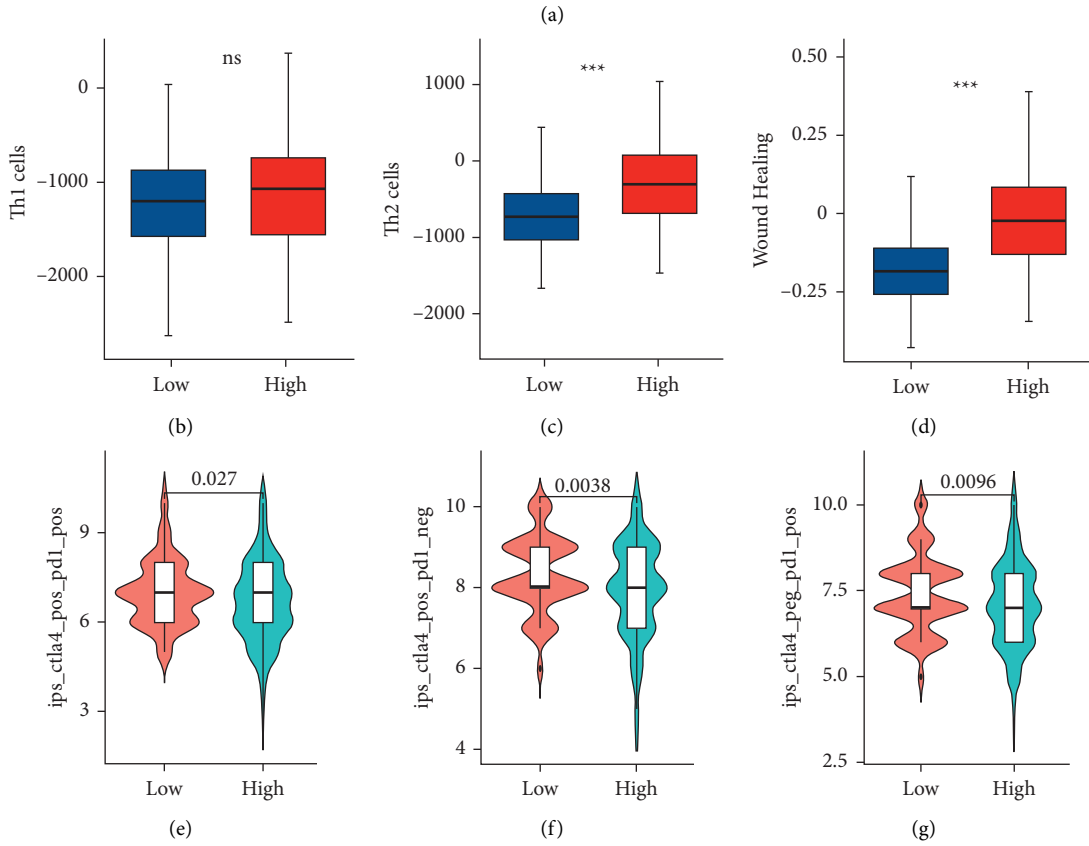 (a)
Th1 cells
0
−1000
−2000
ns
Low
High
(b)
Th2 cells
1000
0
−1000
−2000
***
Low
High
(c)
Wound Healing
0.50
0.25
0
−0.25
***
Low
High
(d)
ips_ctla4_pos_pd1_pos
9
6
3
0.027
Low
High
(e)
ips_ctla4_pos_pd1_neg
10
8
6
4
0.0038
Low
High
(f)
ips_ctla4_peg_pd1_pos
10.0
7.5
5.0
2.5
0.0096
Low
High
(g)